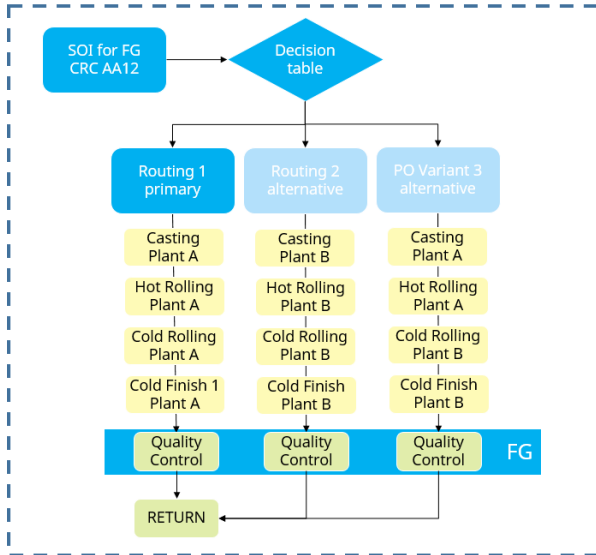 SOI for FG
CRC AA12
Decision
table
Routing 1
primary
Routing 2
alternative
PO Variant 3
alternative
Casting
Plant A
Casting
Plant B
Casting
Plant A
Hot Rolling
Plant A
Hot Rolling
Plant B
Hot Rolling
Plant A
Cold Rolling
Plant A
Cold Rolling
Plant B
Cold Rolling
Plant B
Cold Finish 1
Plant A
Cold Finish
Plant B
Cold Finish
Plant B
Quality
Control
Quality
Control
Quality
Control
FG
RETURN